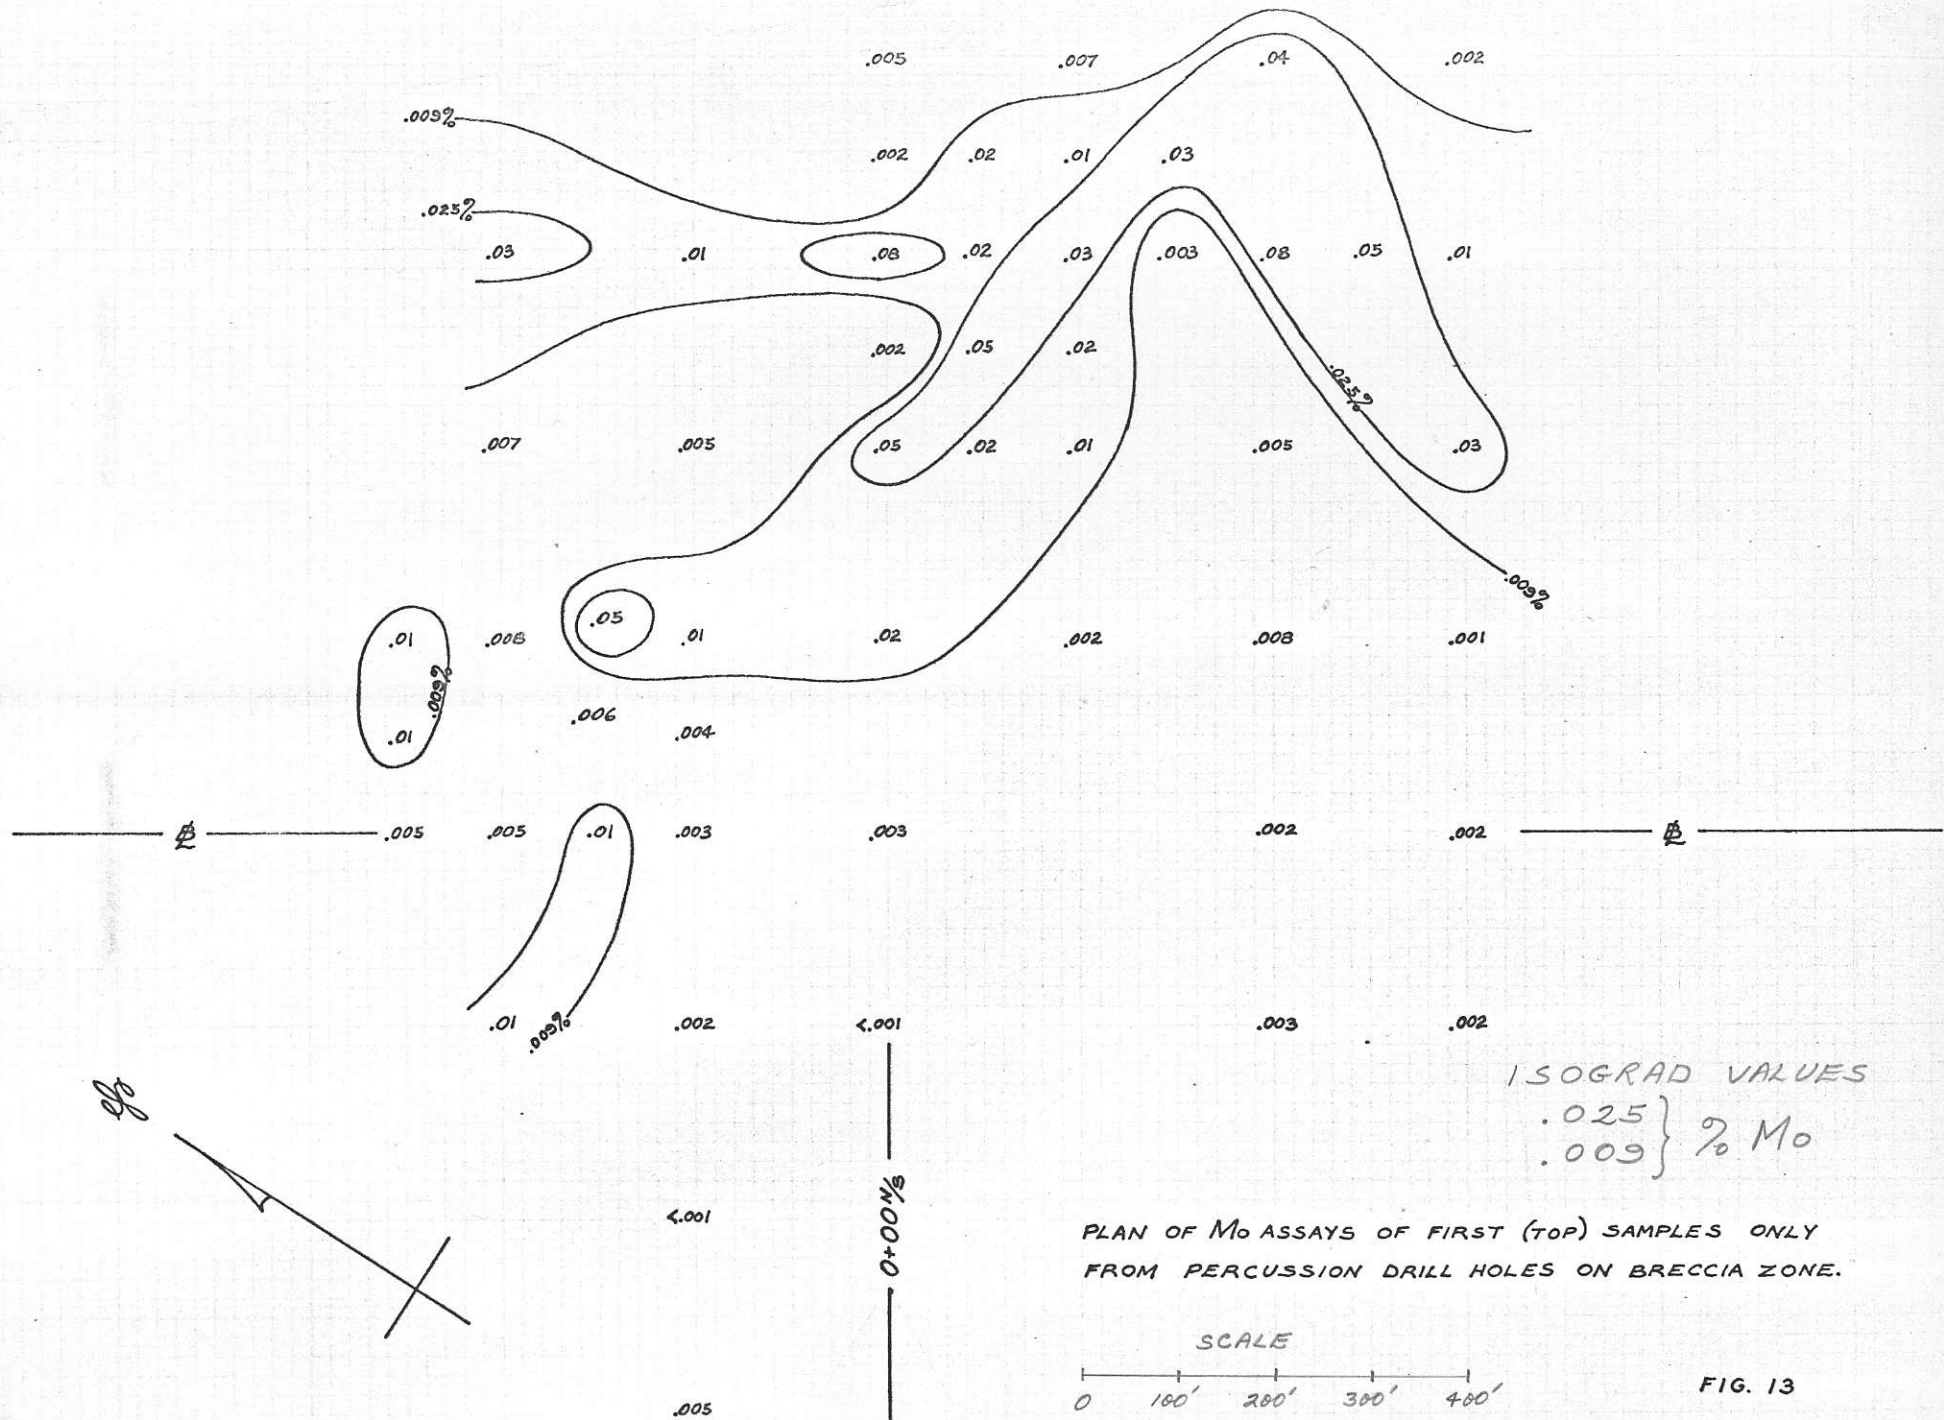 .005 .007 .04 .002
.009%
.002 .02 .01 .03
.025%
.03 .01 .08 .02 .03 .003 .08 .05 .01
.002 .05 .02
.025%
.007 .005 .05 .02 .01 .005 .03
.009%
.05
.01 .008 .01 .02 .002 .008 .001
.009%
.006
.01 .004
.005 .005 .01 .003 .003 .002 .002
.01 .009% .002 <.001 .003 .002
ISOGRAD VALUES
.025
.009 } % Mo
0+00 N/S
<.001
PLAN OF Mo ASSAYS OF FIRST (TOP) SAMPLES ONLY
FROM PERCUSSION DRILL HOLES ON BRECCIA ZONE.
SCALE
0 100' 200' 300' 400'
FIG. 13
.005